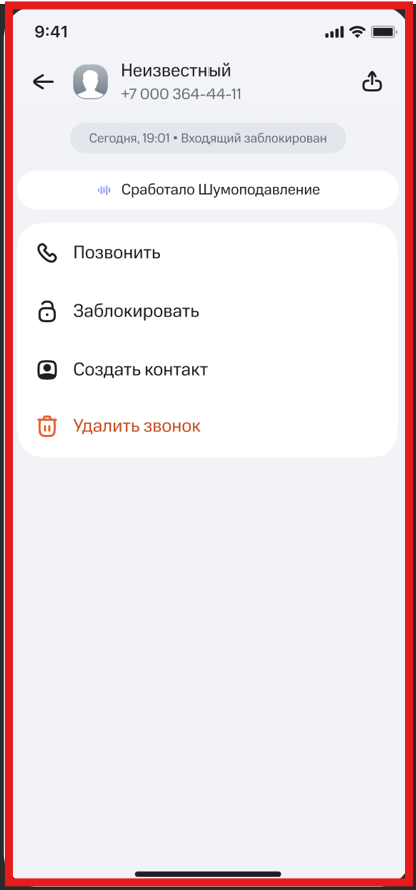 9:41
Неизвестный
+7 000 364-44-11
Сегодня, 19:01 • Входящий заблокирован
Сработало Шумоподавление
Позвонить
Заблокировать
Создать контакт
Удалить звонок